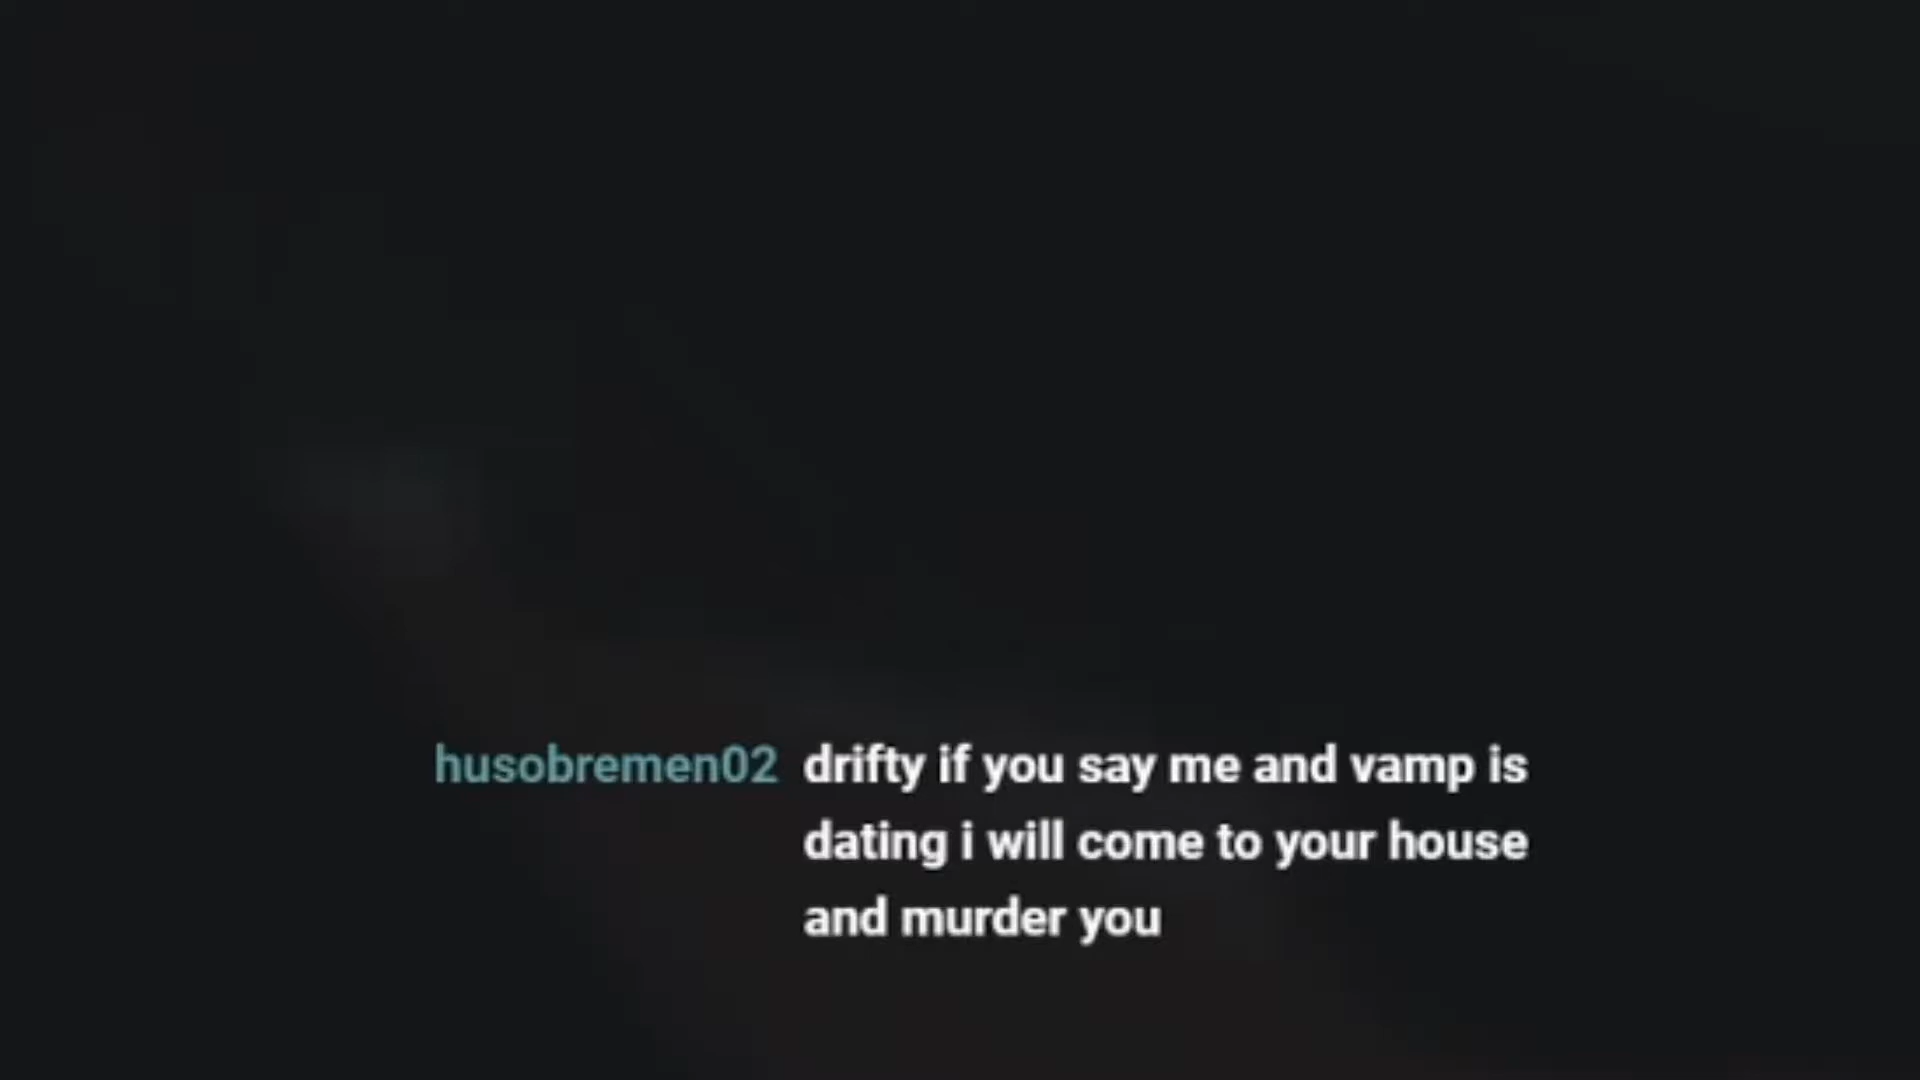 husobremen02 drifty if you say me and vamp is
dating i will come to your house
and murder you